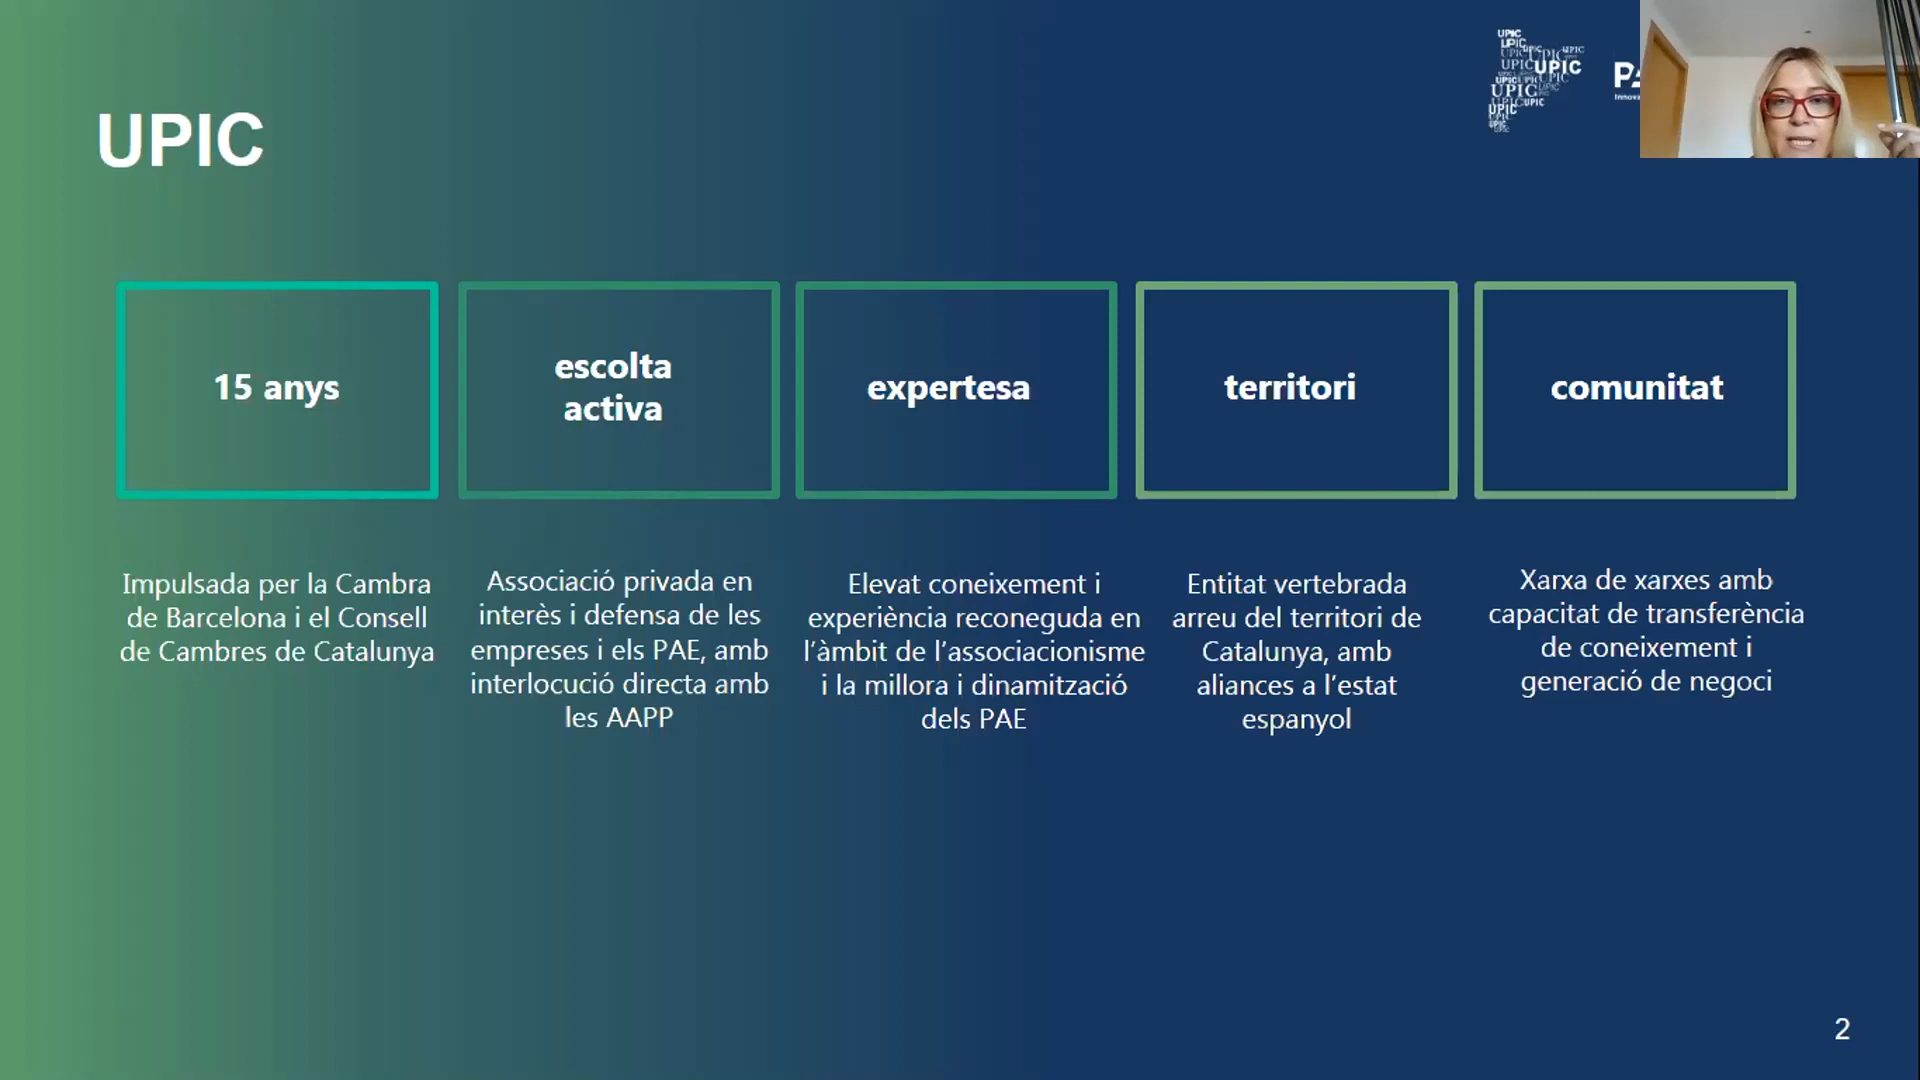 UPIC
15 anys
escolta
activa
expertesa
territori
comunitat
Impulsada per la Cambra
de Barcelona i el Consell
de Cambres de Catalunya
Associació privada en
interès i defensa de les
empreses i els PAE, amb
interlocució directa amb
les AAPP
Elevat coneixement i
experiència reconeguda en
l’àmbit de l’associacionisme
i la millora i dinamització
dels PAE
Entitat vertebrada
arreu del territori de
Catalunya, amb
aliances a l’estat
espanyol
Xarxa de xarxes amb
capacitat de transferència
de coneixement i
generació de negoci
2